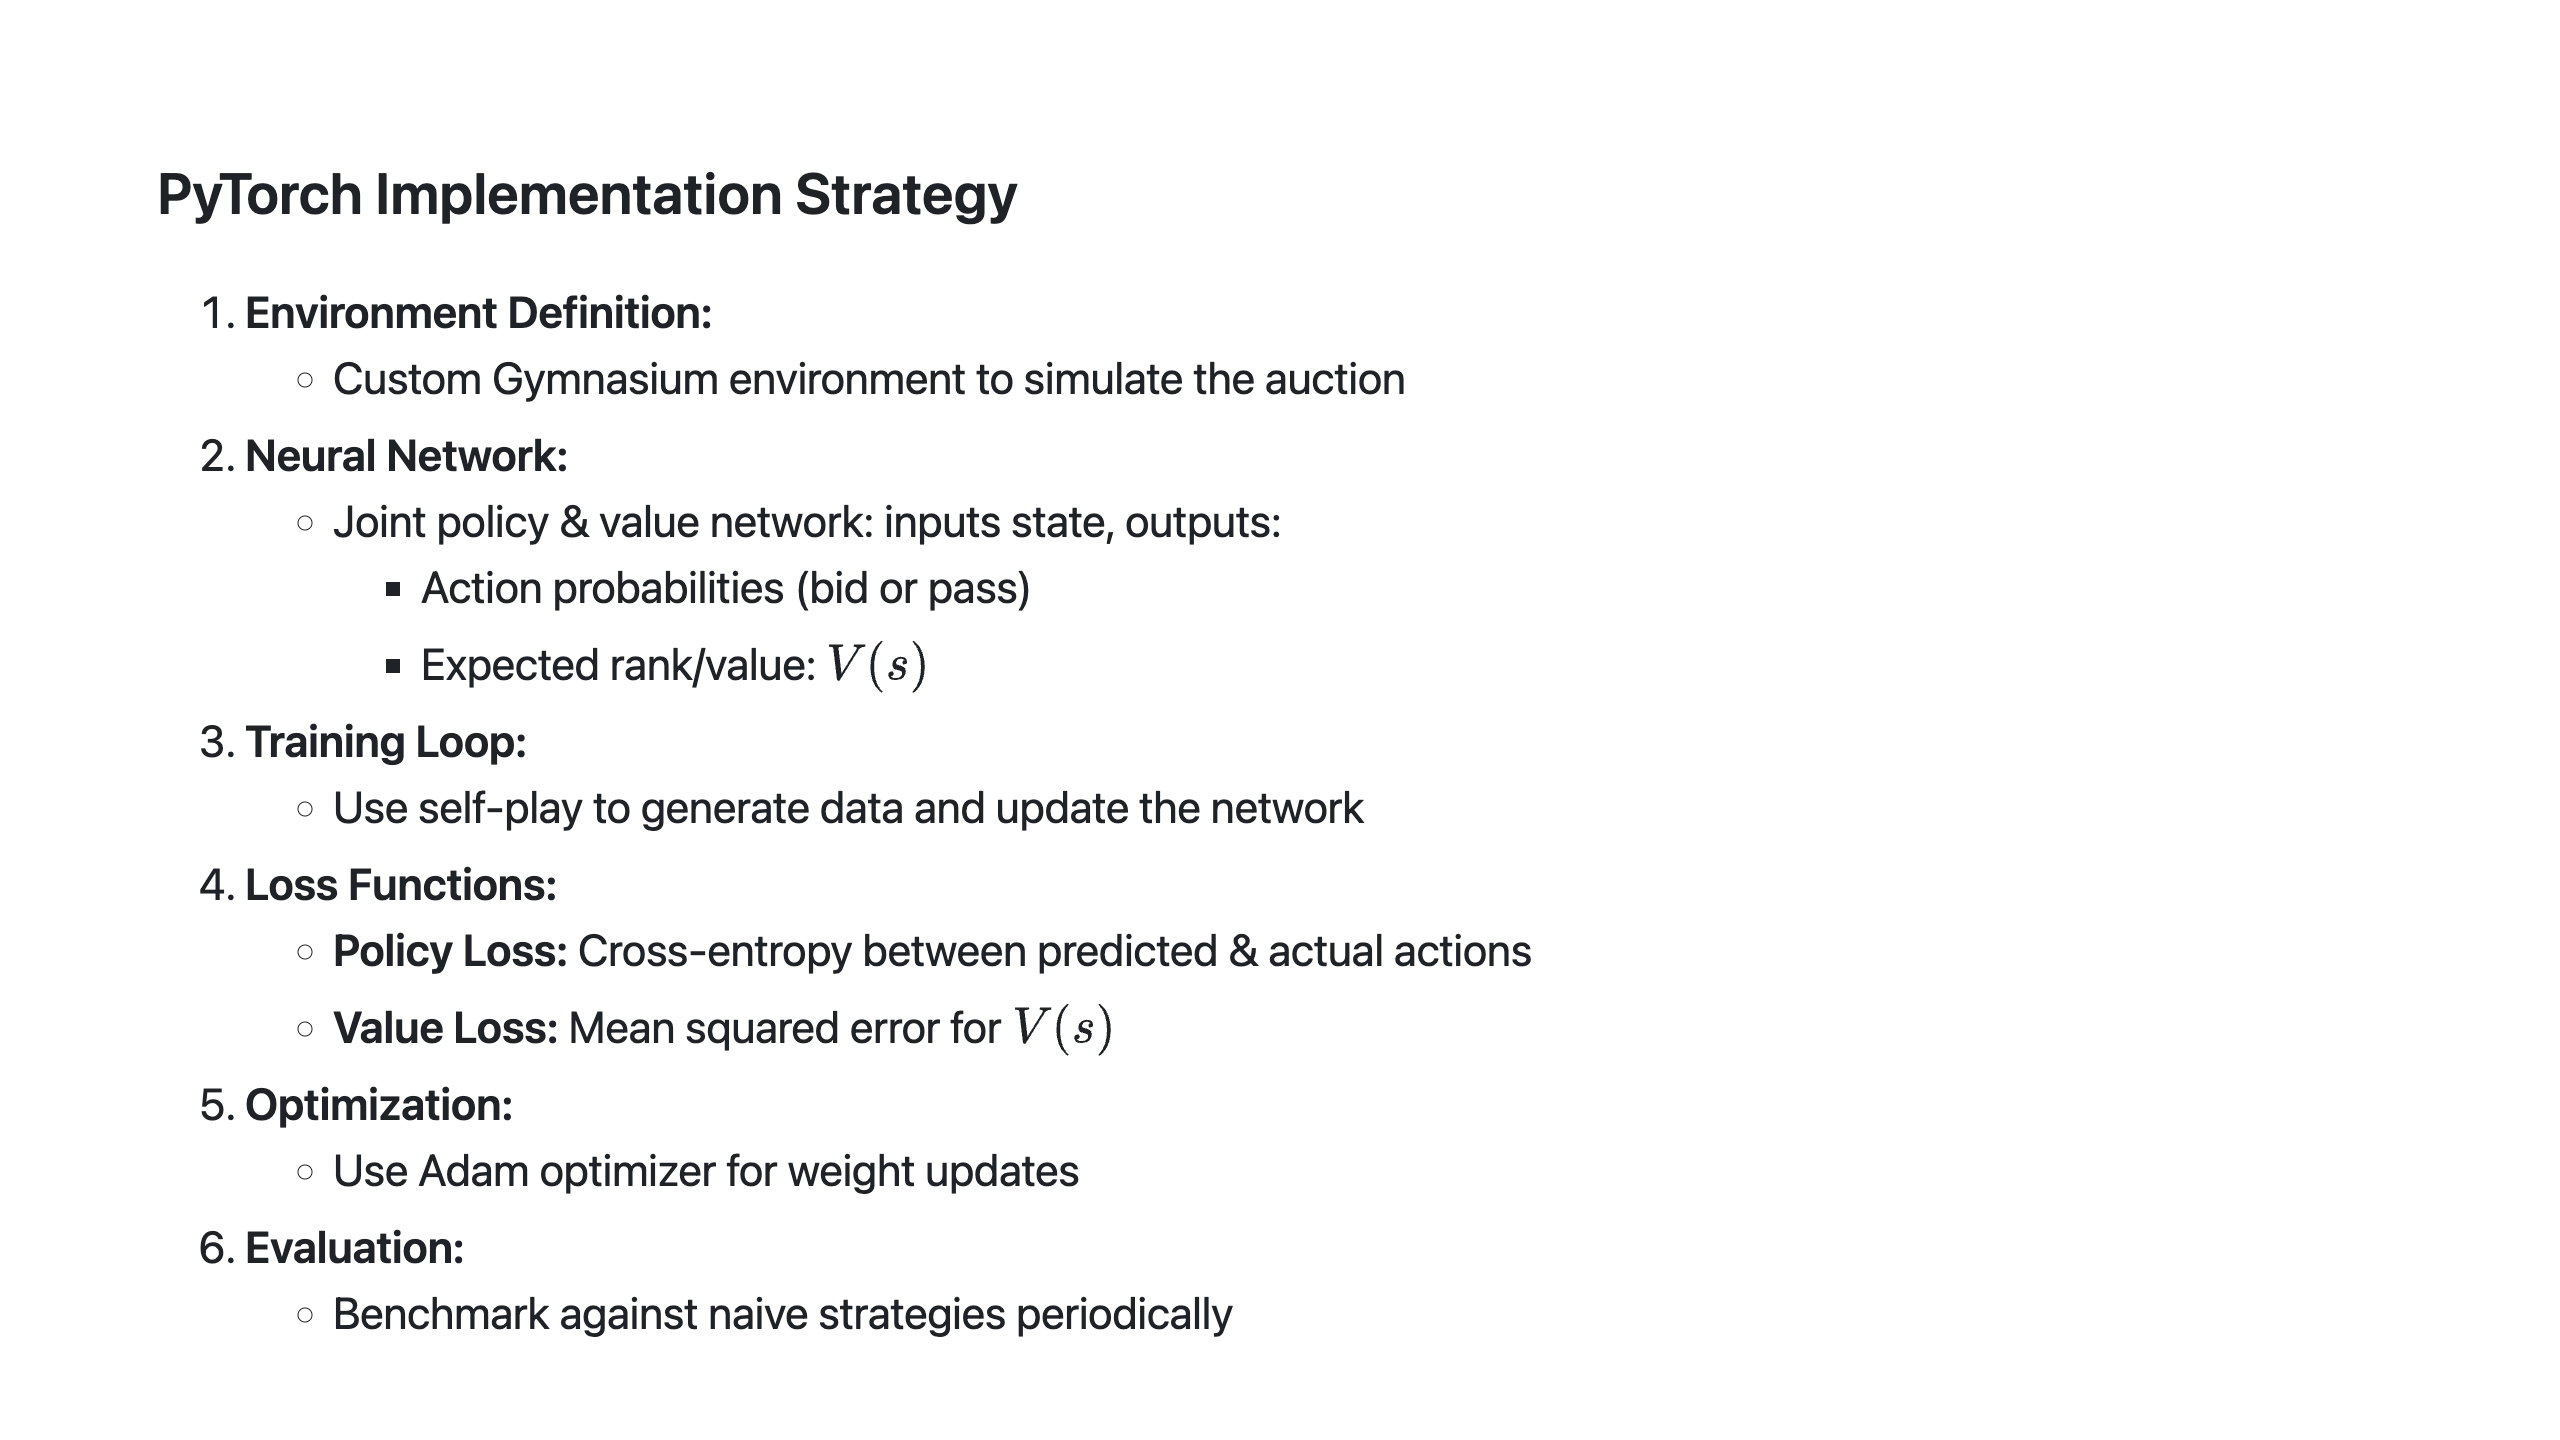 PyTorch Implementation Strategy
1. Environment Definition:
○ Custom Gymnasium environment to simulate the auction
2. Neural Network:
○ Joint policy & value network: inputs state, outputs:
▪ Action probabilities (bid or pass)
▪ Expected rank/value: V(s)
3. Training Loop:
○ Use self-play to generate data and update the network
4. Loss Functions:
○ Policy Loss: Cross-entropy between predicted & actual actions
○ Value Loss: Mean squared error for V(s)
5. Optimization:
○ Use Adam optimizer for weight updates
6. Evaluation:
○ Benchmark against naive strategies periodically